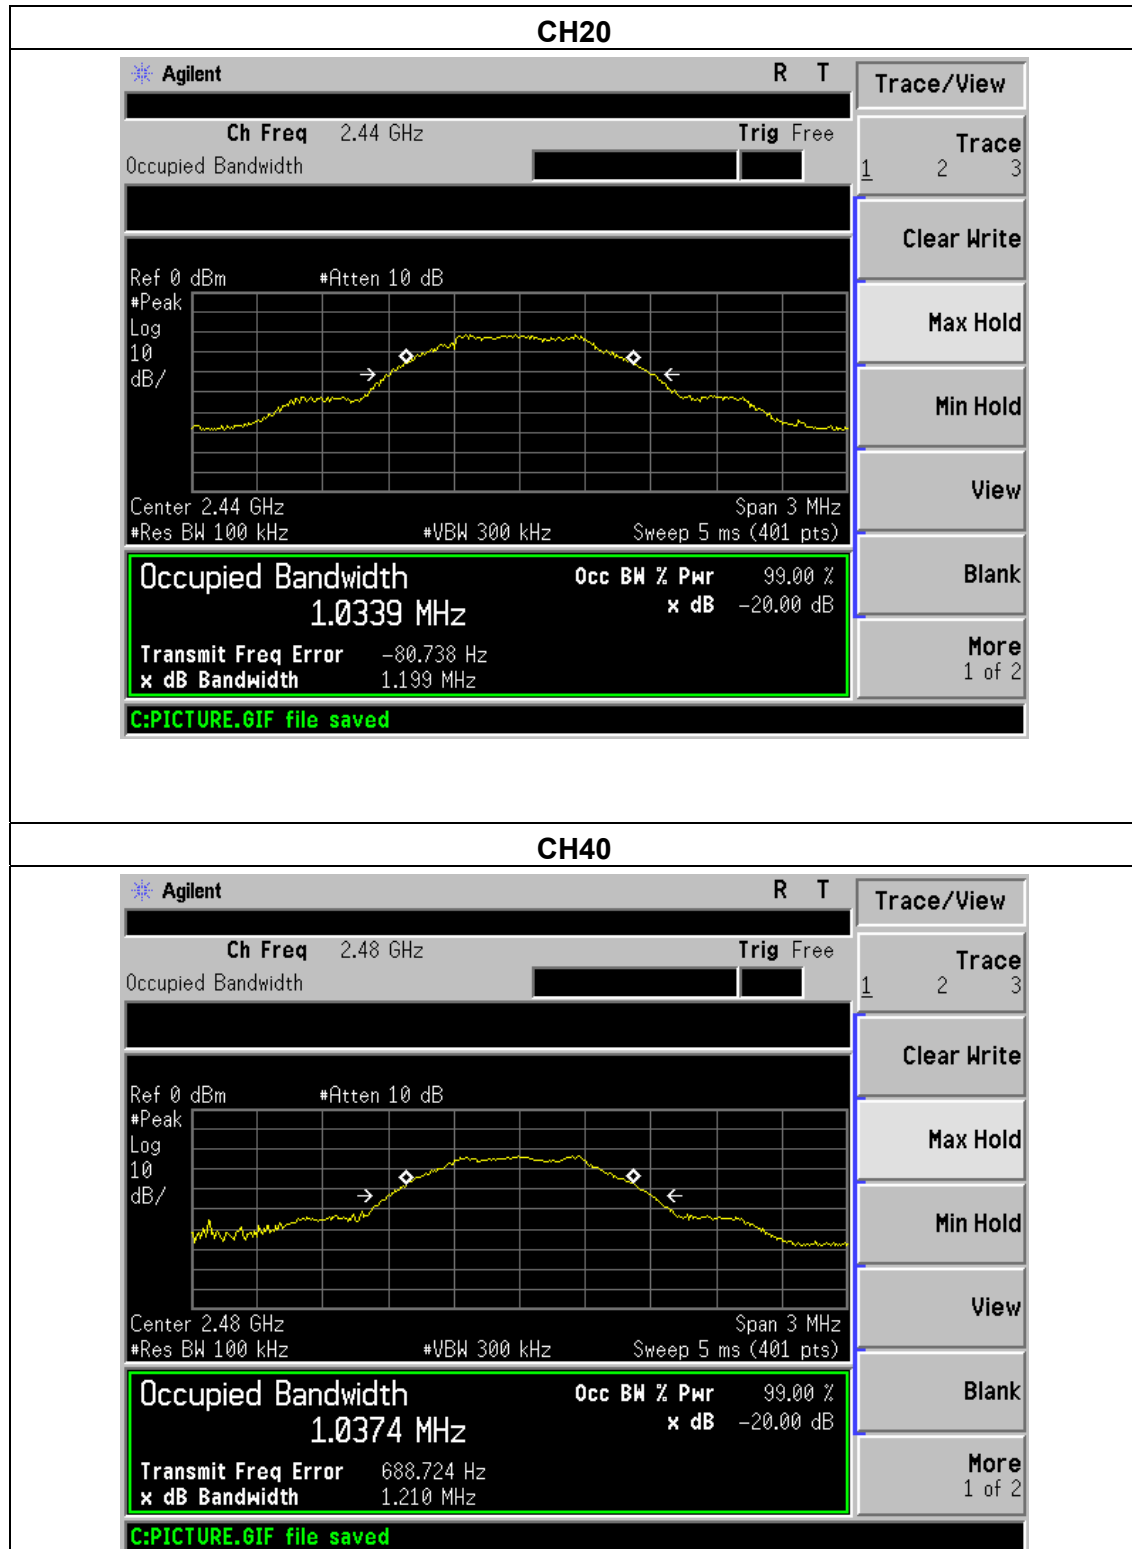 CH20
Agilent R T
Trace/View
Ch Freq 2.44 GHz Trig Free
Occupied Bandwidth
Trace
1 2 3
Clear Write
Max Hold
Min Hold
View
Blank
More
1 of 2
Ref 0 dBm #Atten 10 dB
#Peak
Log
10
dB/
Center 2.44 GHz Span 3 MHz
#Res BW 100 kHz #VBW 300 kHz Sweep 5 ms (401 pts)
Occupied Bandwidth Occ BW % Pwr 99.00 %
1.0339 MHz x dB -20.00 dB
Transmit Freq Error -80.738 Hz
x dB Bandwidth 1.199 MHz
C:PICTURE.GIF file saved
CH40
Agilent R T
Trace/View
Ch Freq 2.48 GHz Trig Free
Occupied Bandwidth
Trace
1 2 3
Clear Write
Max Hold
Min Hold
View
Blank
More
1 of 2
Ref 0 dBm #Atten 10 dB
#Peak
Log
10
dB/
Center 2.48 GHz Span 3 MHz
#Res BW 100 kHz #VBW 300 kHz Sweep 5 ms (401 pts)
Occupied Bandwidth Occ BW % Pwr 99.00 %
1.0374 MHz x dB -20.00 dB
Transmit Freq Error 688.724 Hz
x dB Bandwidth 1.210 MHz
C:PICTURE.GIF file saved